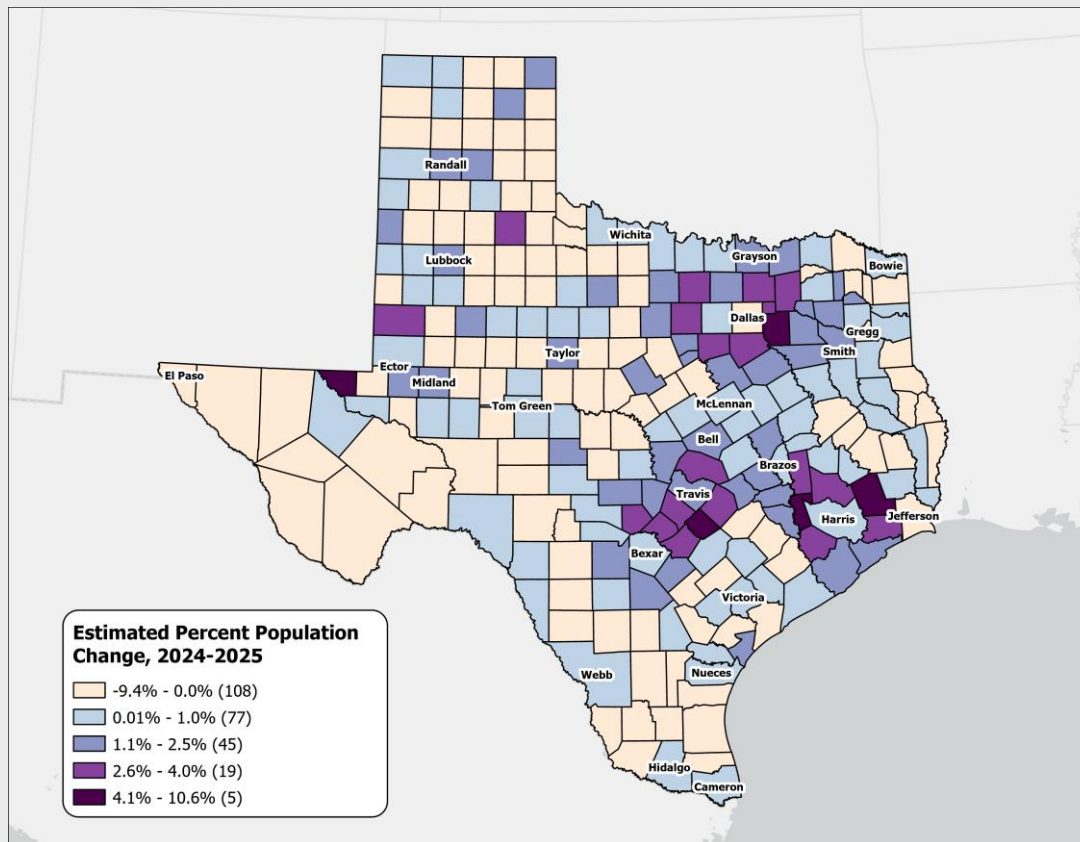 Randall
Wichita
Grayson
Bowie
Lubbock
Dallas
Gregg
Smith
Taylor
El Paso
Ector
Midland
Tom Green
McLennan
Bell
Brazos
Travis
Harris
Jefferson
Bexar
Victoria
Webb
Nueces
Hidalgo
Cameron
Estimated Percent Population
Change, 2024-2025
-9.4% - 0.0% (108)
0.01% - 1.0% (77)
1.1% - 2.5% (45)
2.6% - 4.0% (19)
4.1% - 10.6% (5)